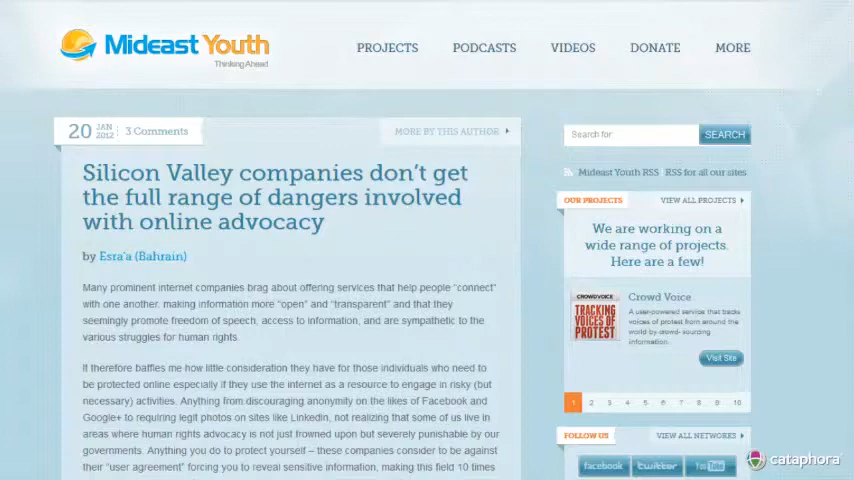 Mideast Youth
Thinking Ahead
PROJECTS PODCASTS VIDEOS DONATE MORE
20 JAN 2012 3 Comments
MORE BY THIS AUTHOR
Silicon Valley companies don't get
the full range of dangers involved
with online advocacy
by Esra'a (Bahrain)
Many prominent internet companies brag about offering services that help people "connect"
with one another, making information more "open" and "transparent" and that they
seemingly promote freedom of speech, access to information, and are sympathetic to the
various struggles for human rights.
It therefore baffles me how little consideration they have for those individuals who need to
be protected online especially if they use the internet as a resource to engage in risky (but
necessary) activities. Anything from discouraging anonymity on the likes of Facebook and
Google+ to requiring legit photos on sites like LinkedIn, not realizing that some of us live in
areas where human rights advocacy is not just frowned upon but severely punishable by our
governments. Anything you do to protect yourself – these companies consider to be against
their "user agreement" forcing you to reveal sensitive information, making this field 10 times
Search for:
SEARCH
Mideast Youth RSS RSS for all our sites
OUR PROJECTS VIEW ALL PROJECTS
We are working on a
wide range of projects.
Here are a few!
CROWDVOICE
TRACKING
VOICES OF
PROTEST
Crowd Voice
A user-powered service that tracks
voices of protest from around the
world by crowd-sourcing
information.
Visit Site
1 2 3 4 5 6 7 8 9 10
FOLLOW US VIEW ALL NETWORKS
facebook twitter YouTube
cataphora